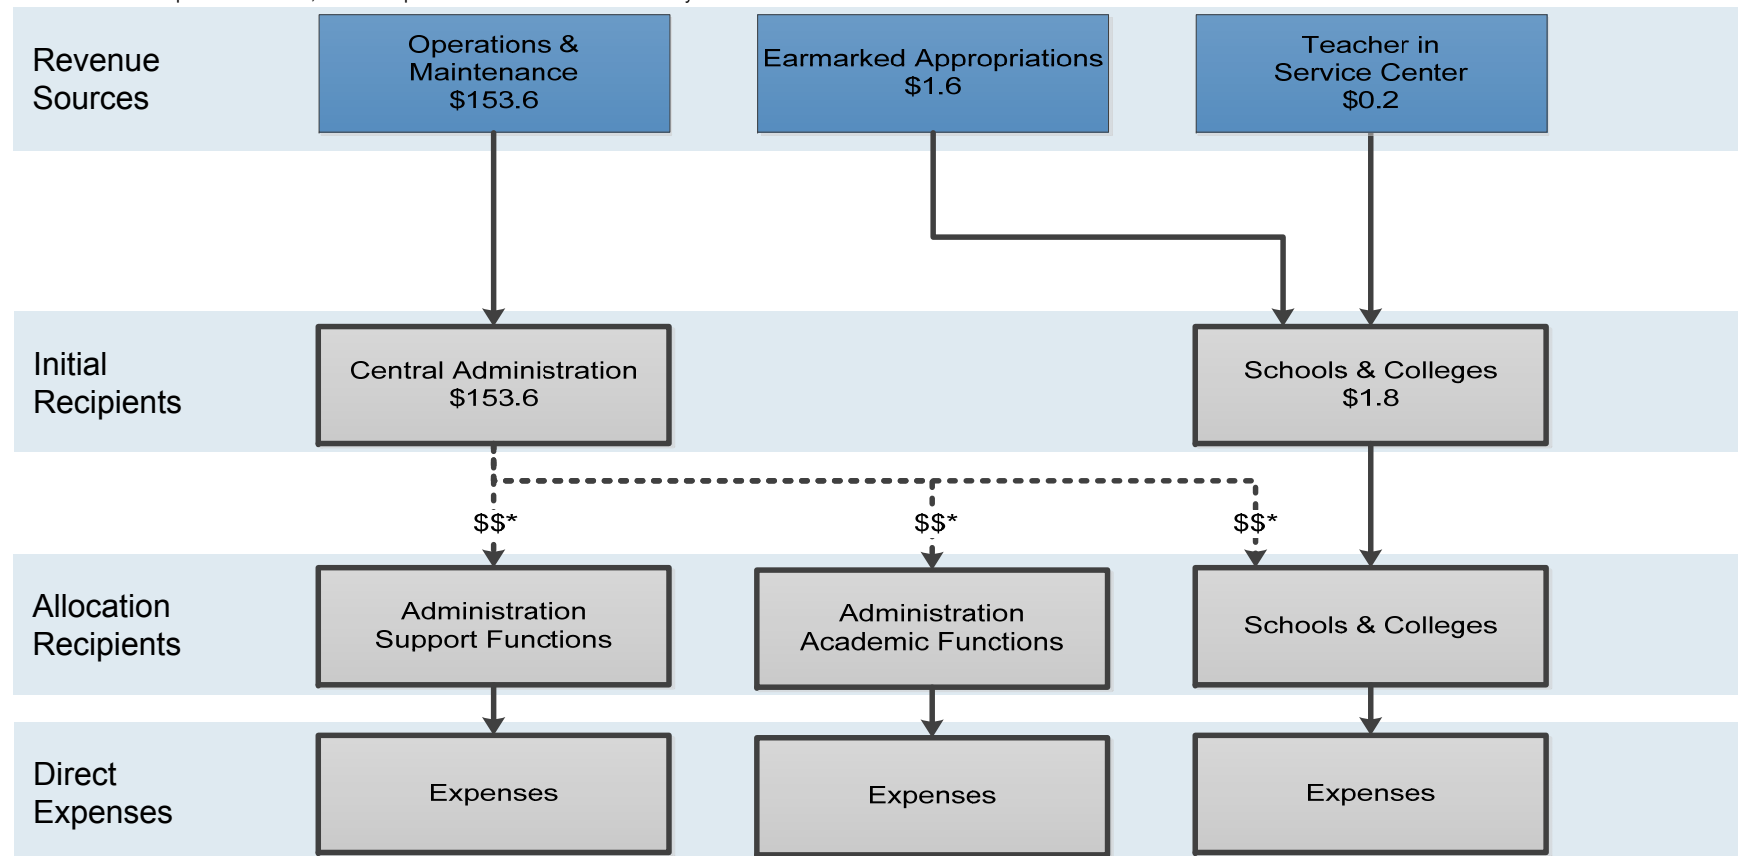 Revenue
Sources
Operations &
Maintenance
$153.6
Earmarked Appropriations
$1.6
Teacher in
Service Center
$0.2
Initial
Recipients
Central Administration
$153.6
Schools & Colleges
$1.8
$$*
$$*
$$*
Allocation
Recipients
Administration
Support Functions
Administration
Academic Functions
Schools & Colleges
Direct
Expenses
Expenses
Expenses
Expenses